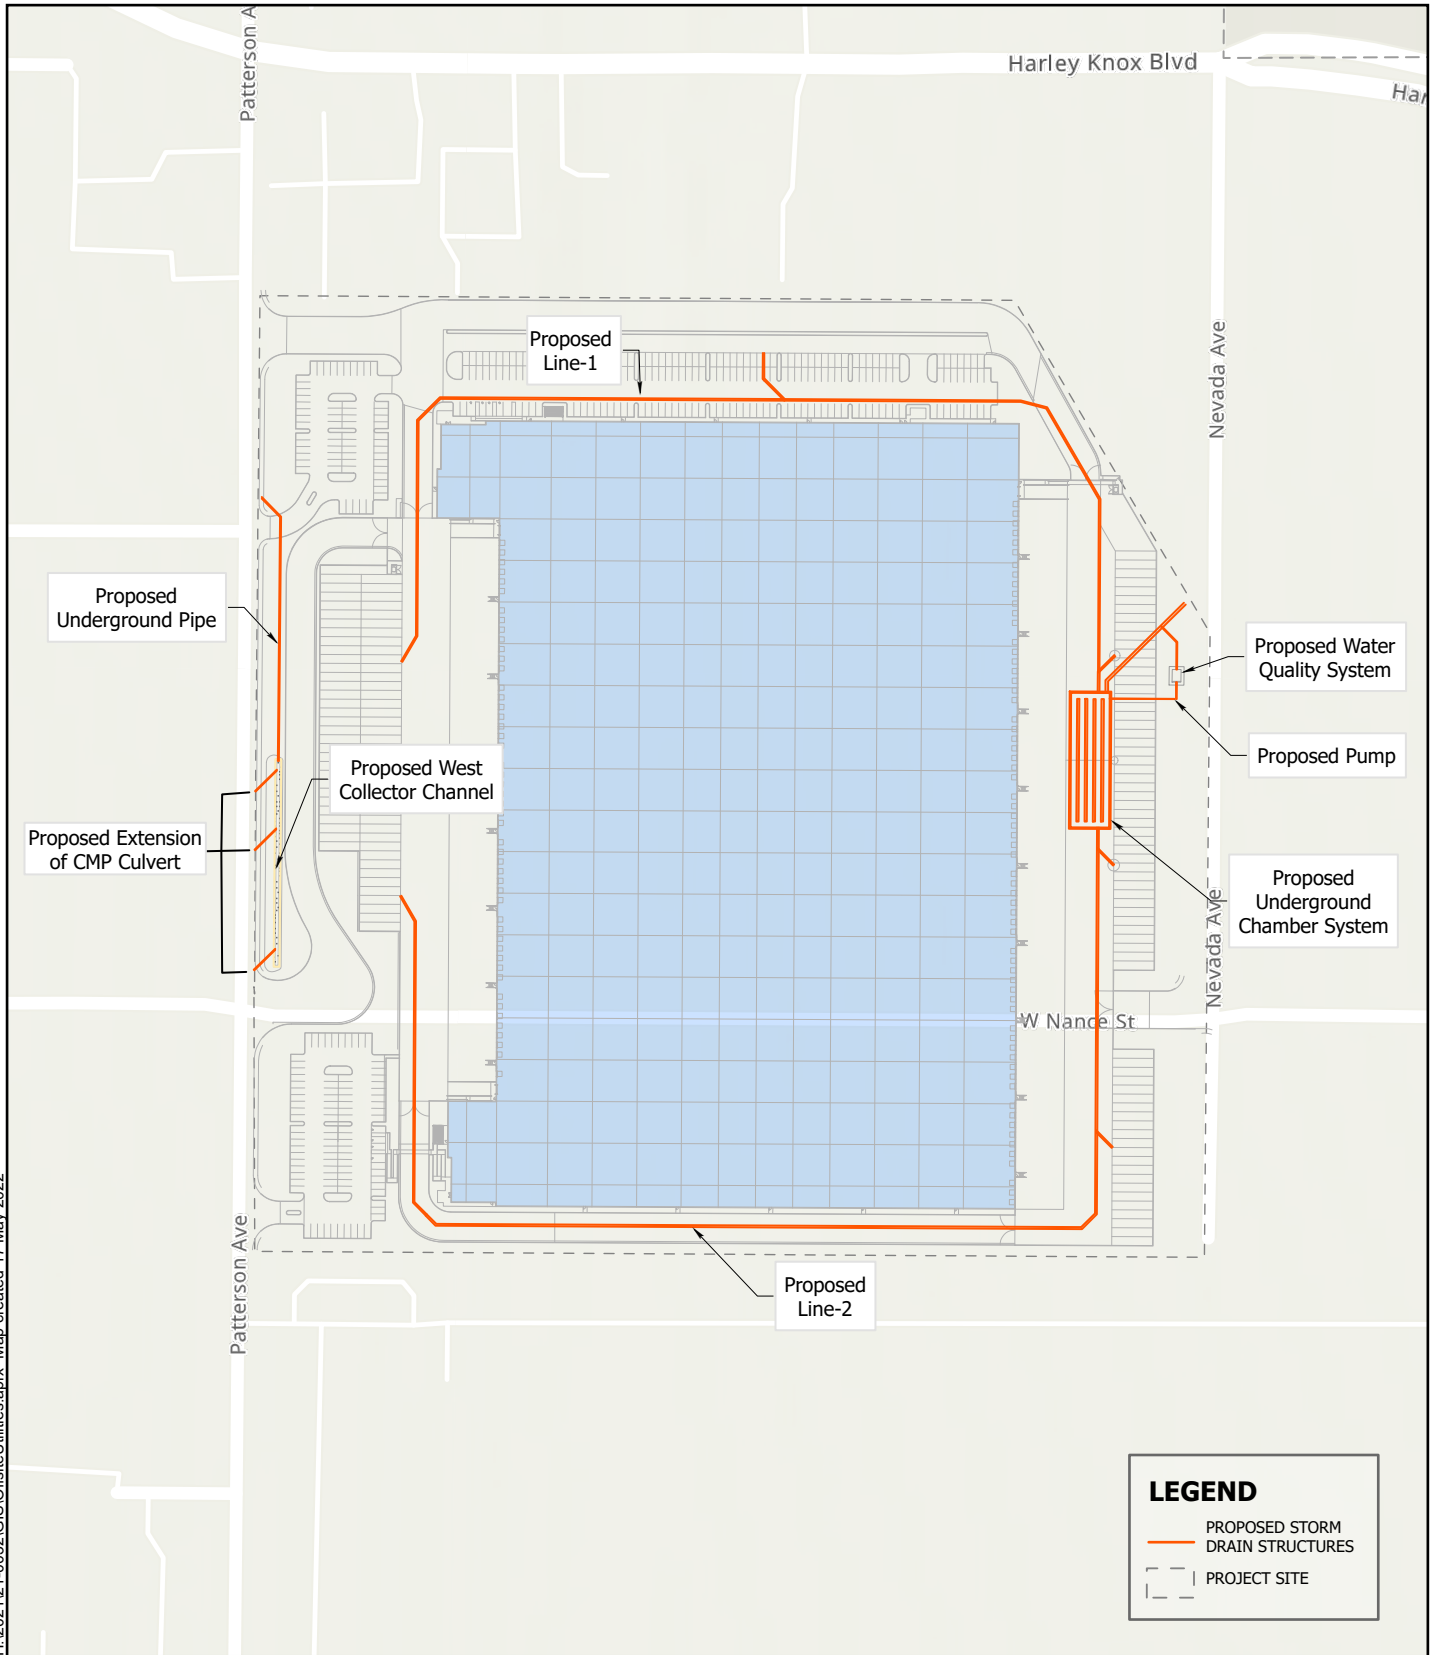 Patterson A
Harley Knox Blvd
Har
Proposed
Line-1
Nevada Ave
Proposed
Underground Pipe
Proposed Water
Quality System
Proposed West
Collector Channel
Proposed Pump
Proposed Extension
of CMP Culvert
Proposed
Underground
Chamber System
Nevada Ave
W Nance St
Patterson Ave
Proposed
Line-2
LEGEND
PROPOSED STORM
DRAIN STRUCTURES
PROJECT SITE